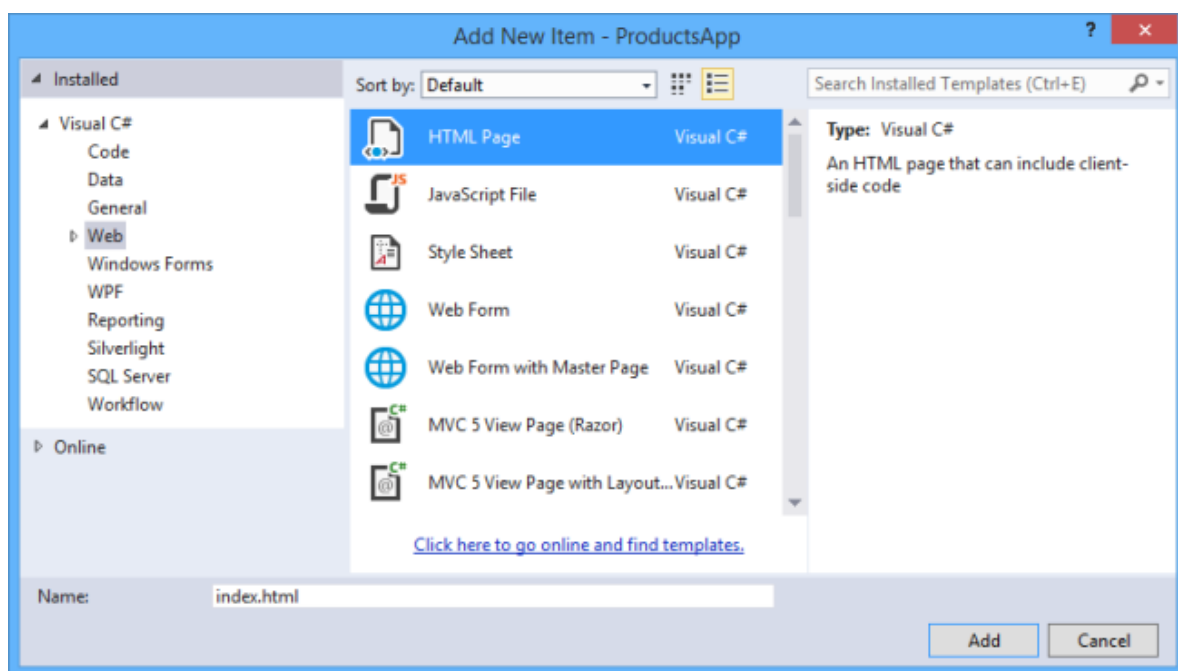 Add New Item - ProductsApp
?
Installed
Sort by: Default
Search Installed Templates (Ctrl+E)
Visual C#
Code
Data
General
Web
Windows Forms
WPF
Reporting
Silverlight
SQL Server
Workflow
Online
HTML Page Visual C#
JS
JavaScript File Visual C#
A
Style Sheet Visual C#
Web Form Visual C#
Web Form with Master Page Visual C#
C#
@
MVC 5 View Page (Razor) Visual C#
C#
@
MVC 5 View Page with Layout... Visual C#
Click here to go online and find templates.
Type: Visual C#
An HTML page that can include client-
side code
Name: index.html
Add Cancel